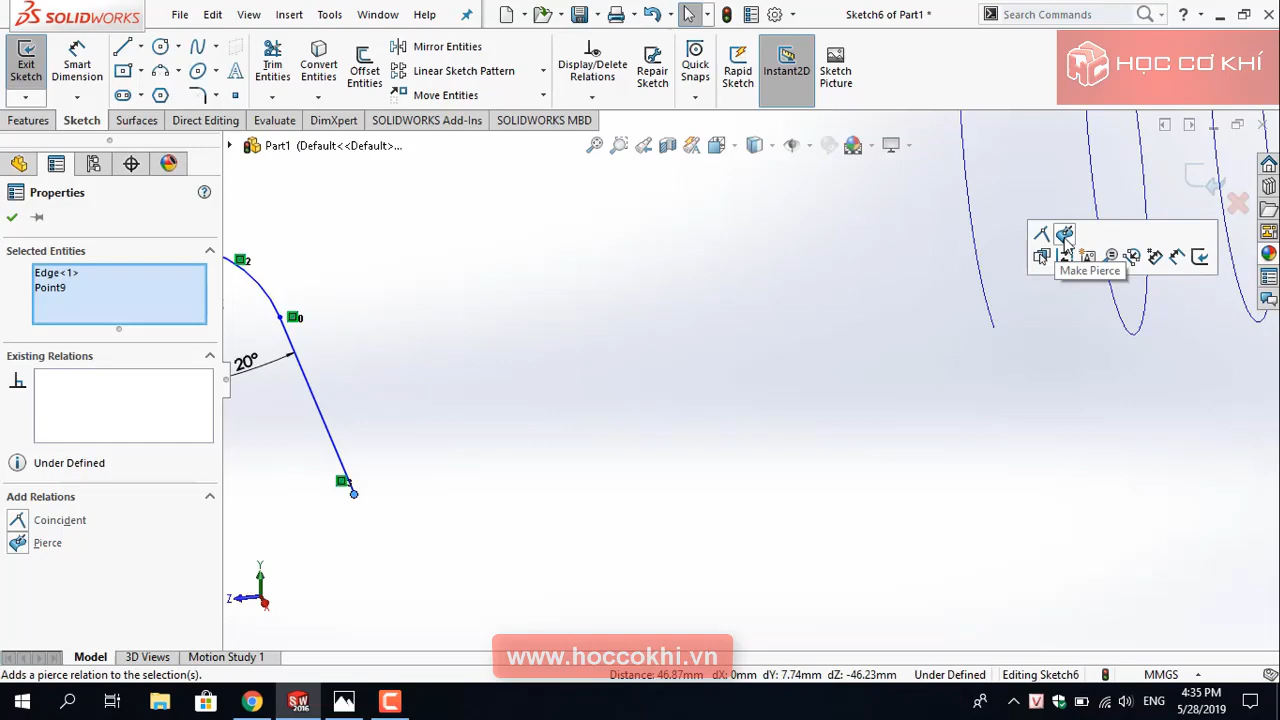 SOLIDWORKS
File
Edit
View
Insert
Tools
Window
Help
Sketch6 of Part1 *
Search Commands
?
Exit Sketch
Smart Dimension
Trim Entities
Convert Entities
Offset Entities
Mirror Entities
Linear Sketch Pattern
Move Entities
Display/Delete Relations
Repair Sketch
Quick Snaps
Rapid Sketch
Instant2D
Sketch Picture
HỌC CƠ KHÍ
Features
Sketch
Surfaces
Direct Editing
Evaluate
DimXpert
SOLIDWORKS Add-Ins
SOLIDWORKS MBD
Part1 (Default<<Default>...
Properties
Selected Entities
Edge<1>
Point9
Existing Relations
Under Defined
Add Relations
Coincident
Pierce
2
0
20°
Make Pierce
Y
Z
X
Model
3D Views
Motion Study 1
www.hoccokhi.vn
Adds a pierce relation to the selection(s).
Distance: 46.87mm dX: 0mm dY: 7.74mm dZ: -46.23mm
Under Defined
Editing Sketch6
MMGS
SW
2016
V
ENG
4:35 PM
5/28/2019